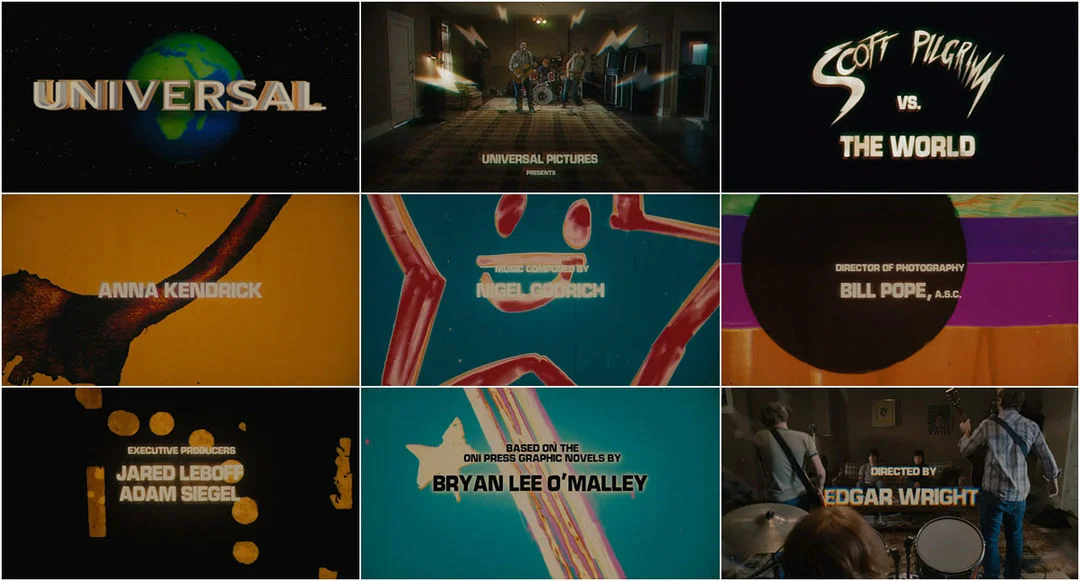 UNIVERSAL
UNIVERSAL PICTURES
PRESENTS
SCOTT PILGRIM
VS.
THE WORLD
ANNA KENDRICK
MUSIC COMPOSED BY
NIGEL GODRICH
DIRECTOR OF PHOTOGRAPHY
BILL POPE, A.S.C.
EXECUTIVE PRODUCERS
JARED LEBOFF
ADAM SIEGEL
BASED ON THE
ONI PRESS GRAPHIC NOVELS BY
BRYAN LEE O'MALLEY
DIRECTED BY
EDGAR WRIGHT